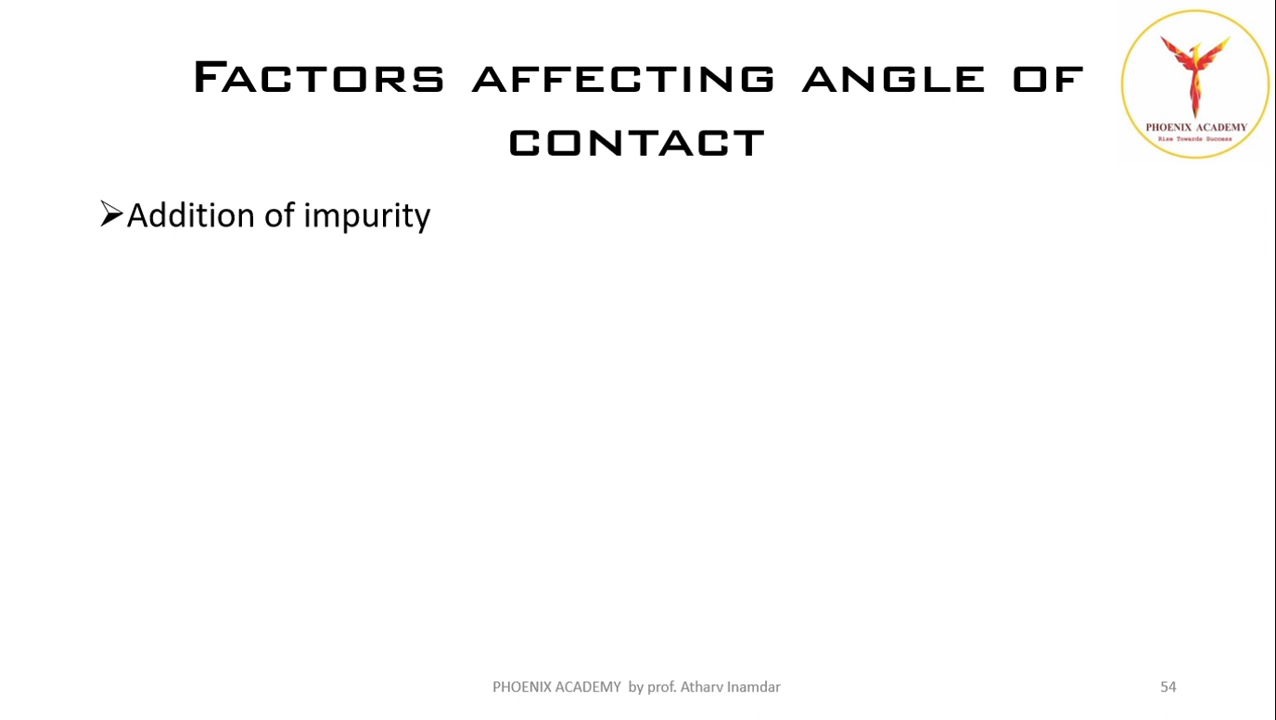 FACTORS AFFECTING ANGLE OF
CONTACT
PHOENIX ACADEMY
Rise Towards Success
➢Addition of impurity
PHOENIX ACADEMY by prof. Atharv Inamdar
54